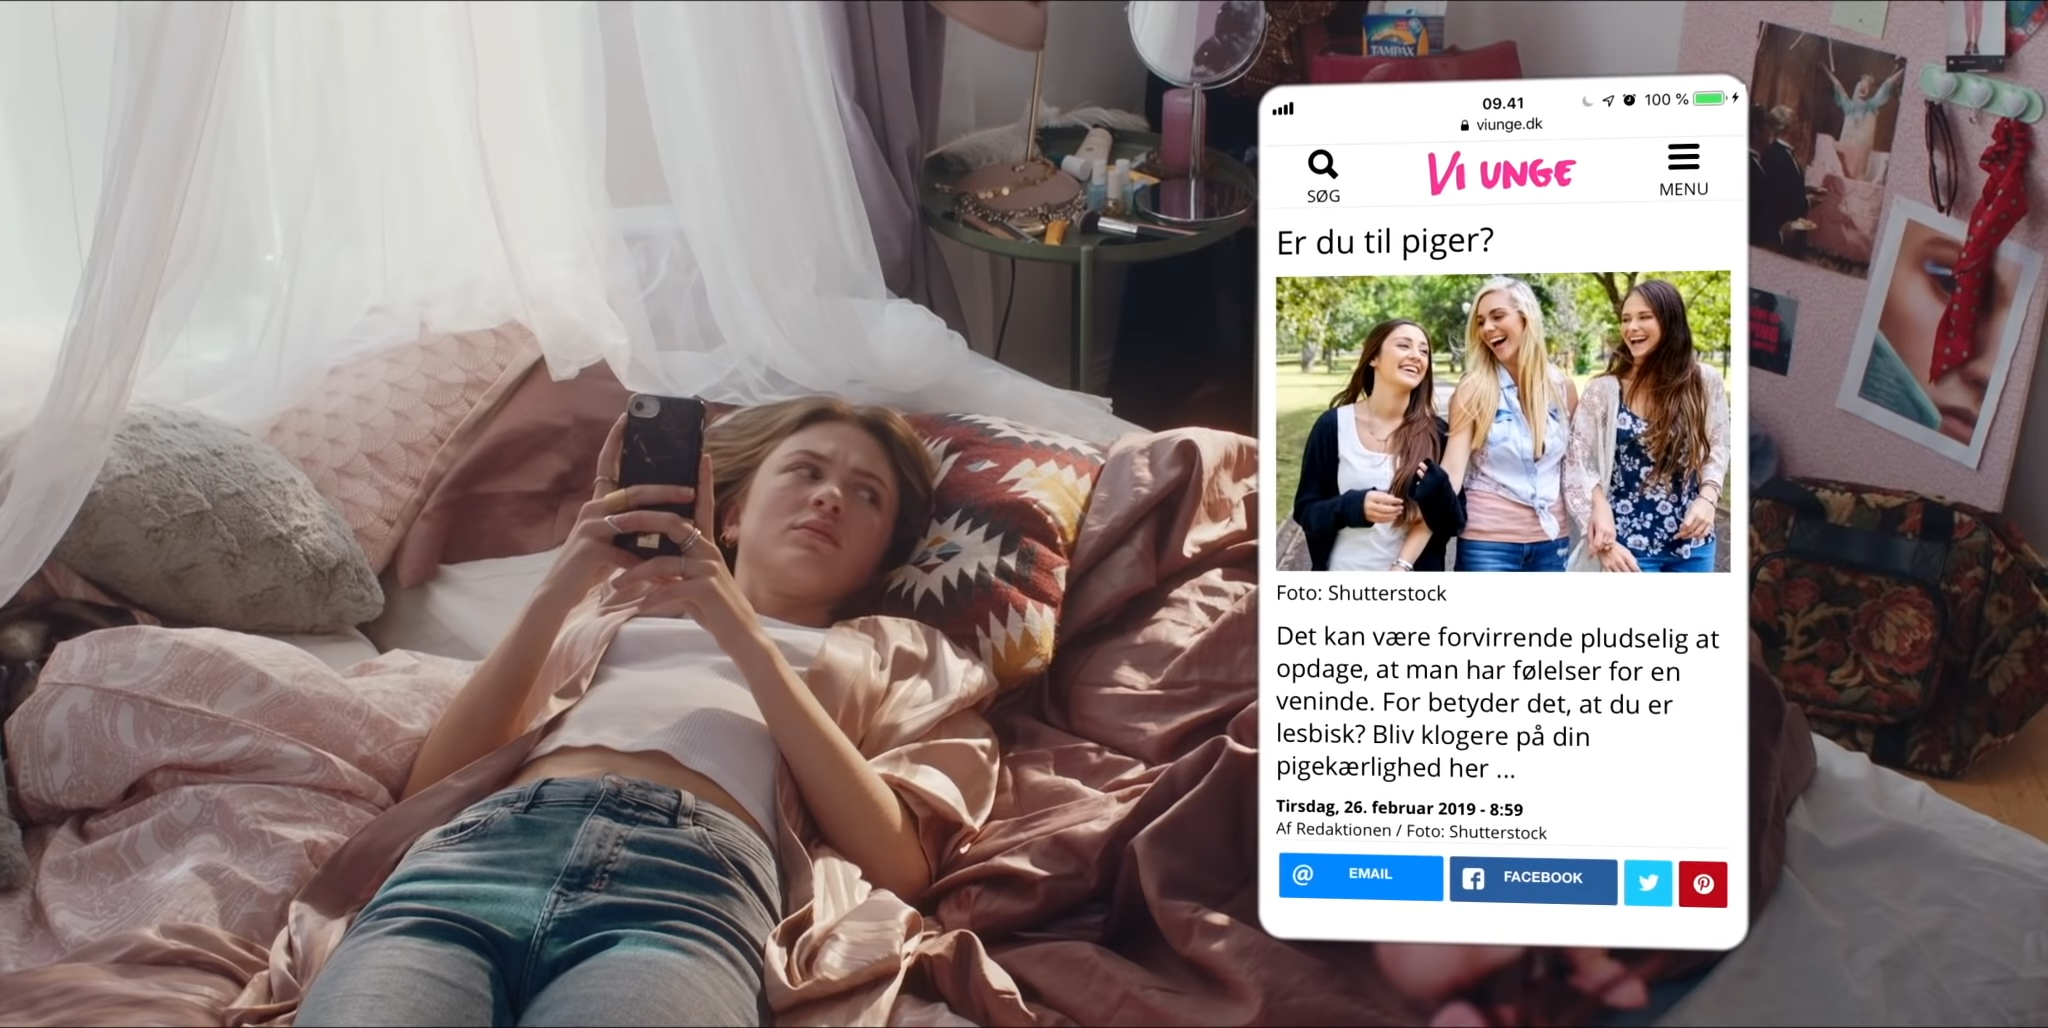 TAMPAX
09.41
100 %
viunge.dk
SØG
Vi UNGE
MENU
Er du til piger?
Foto: Shutterstock
Det kan være forvirrende pludselig at
opdage, at man har følelser for en
veninde. For betyder det, at du er
lesbisk? Bliv klogere på din
pigekærlighed her ...
Tirsdag, 26. februar 2019 - 8:59
Af Redaktionen / Foto: Shutterstock
@ EMAIL
FACEBOOK